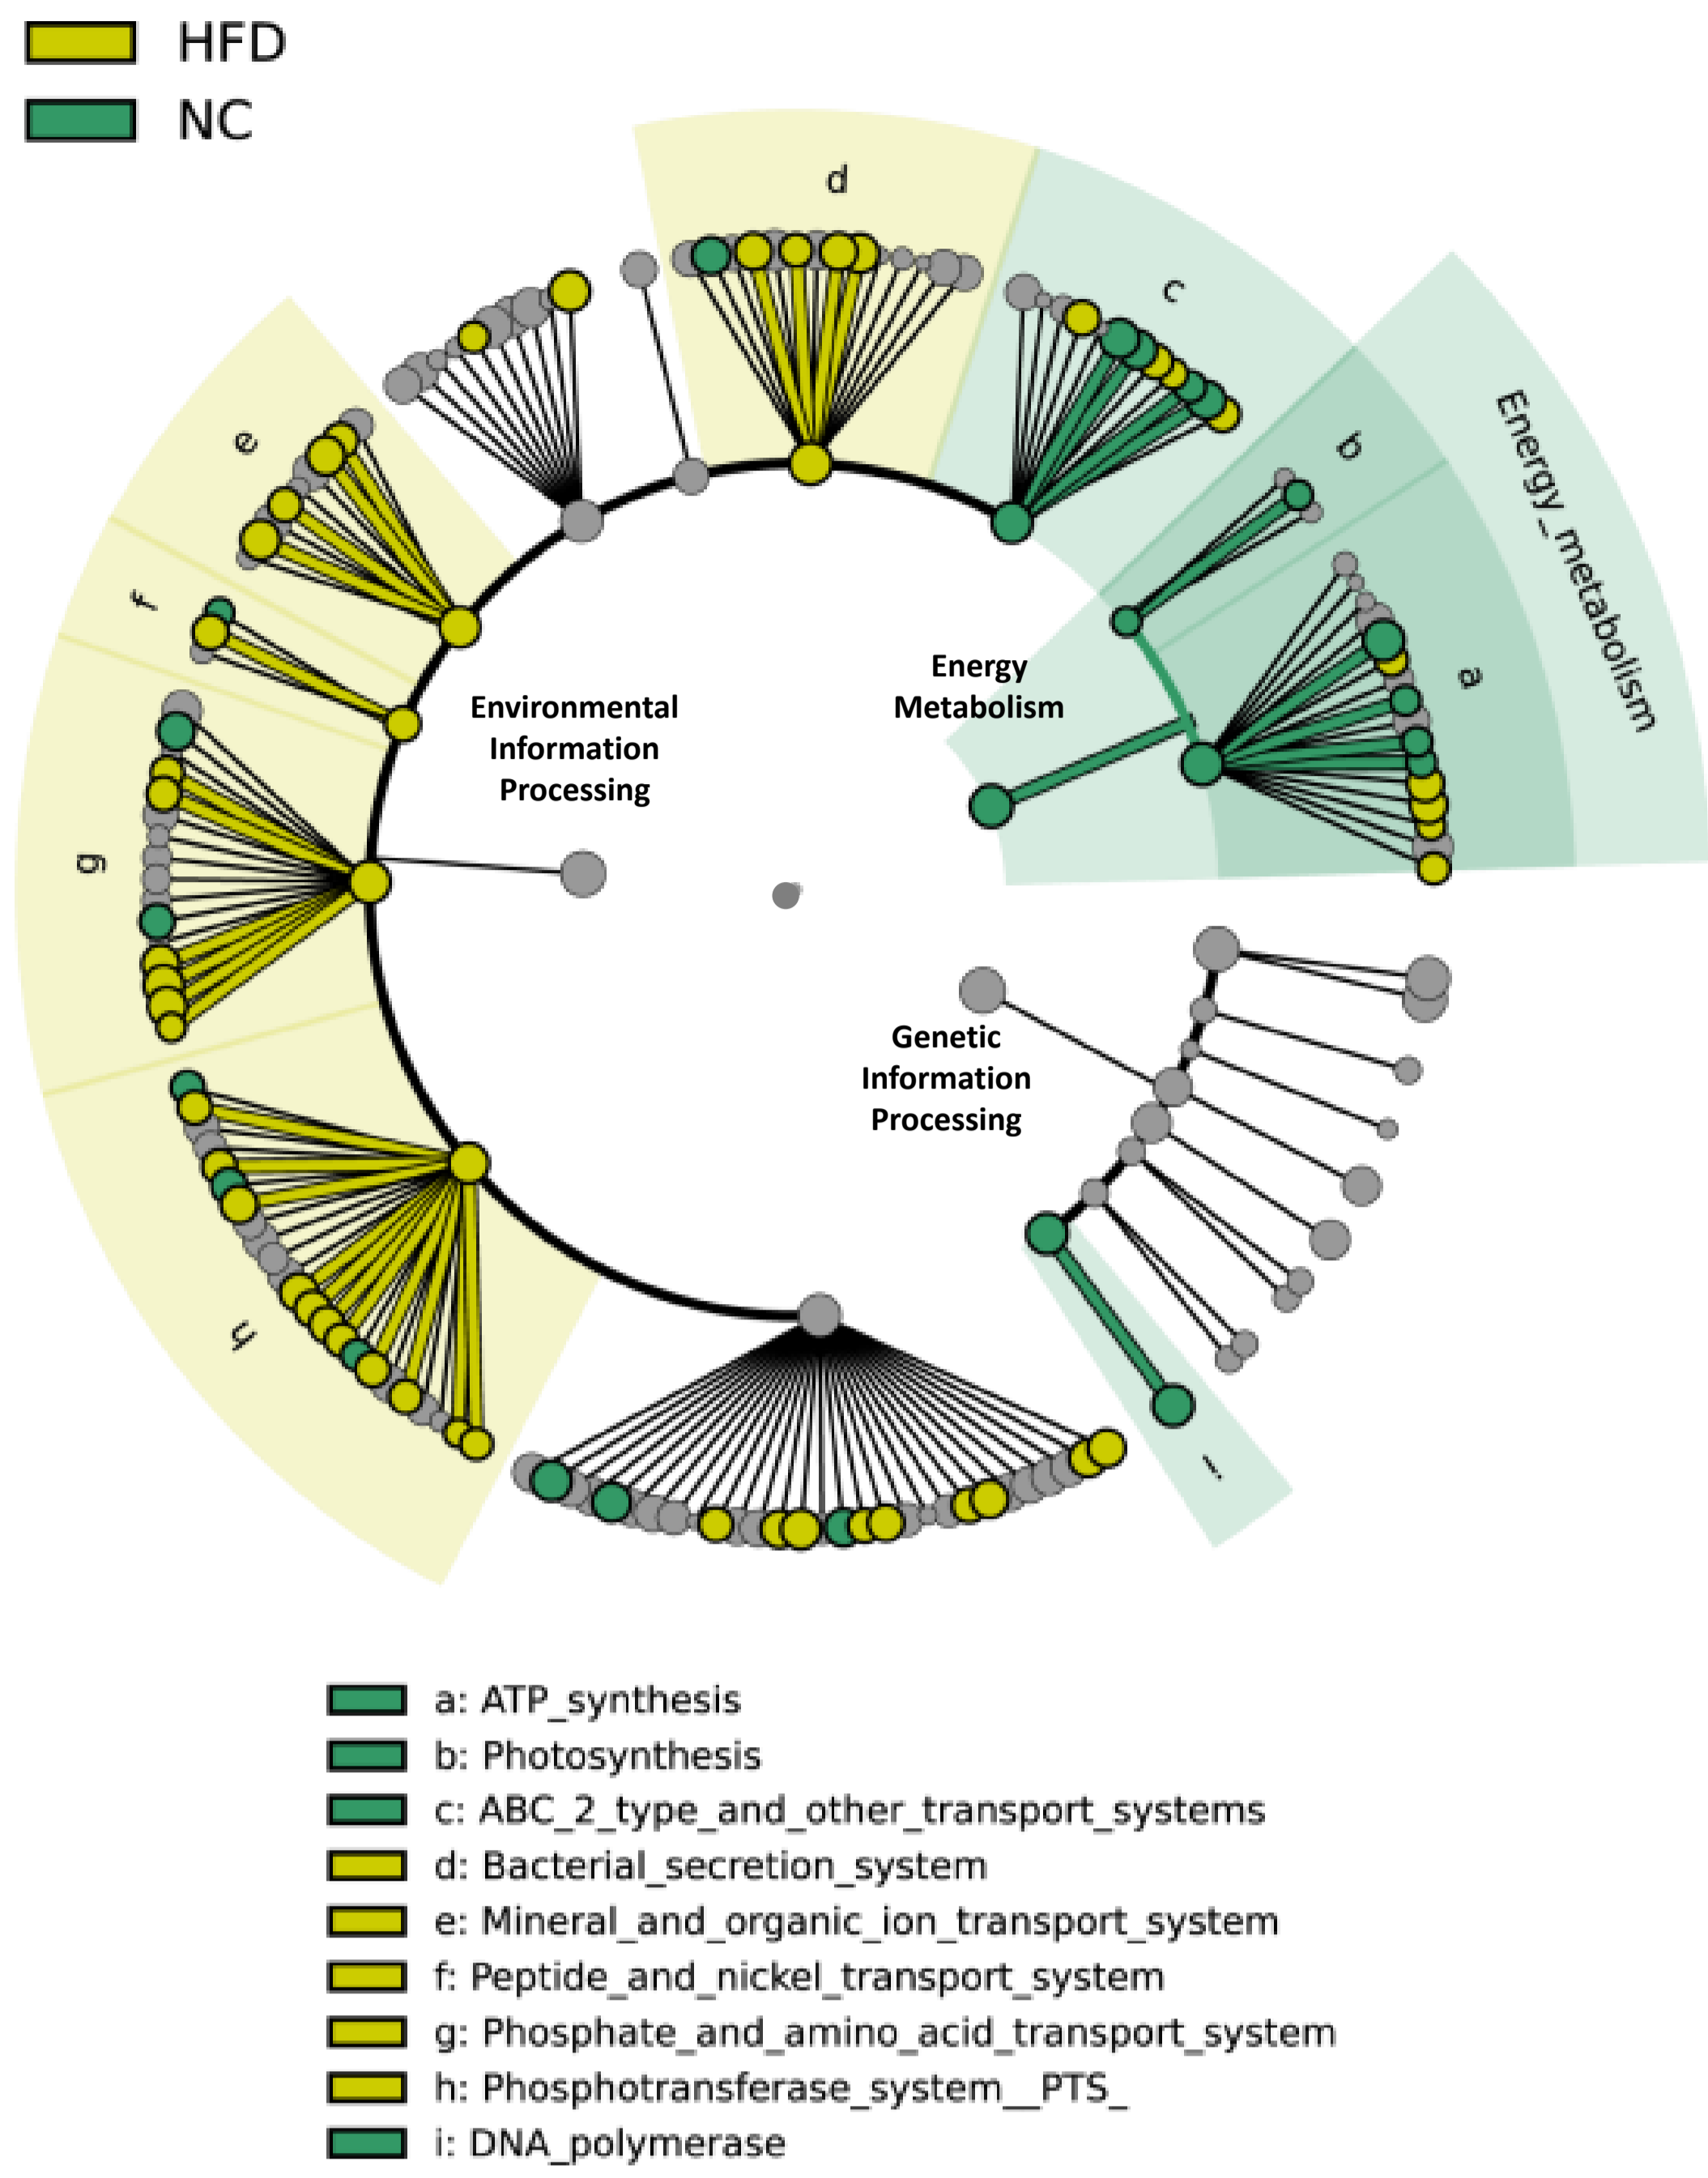 HFD
NC
d
c
b
a
Energy_metabolism
e
f
g
h
i
Environmental
Information
Processing
Energy
Metabolism
Genetic
Information
Processing
a: ATP_synthesis
b: Photosynthesis
c: ABC_2_type_and_other_transport_systems
d: Bacterial_secretion_system
e: Mineral_and_organic_ion_transport_system
f: Peptide_and_nickel_transport_system
g: Phosphate_and_amino_acid_transport_system
h: Phosphotransferase_system__PTS_
i: DNA_polymerase